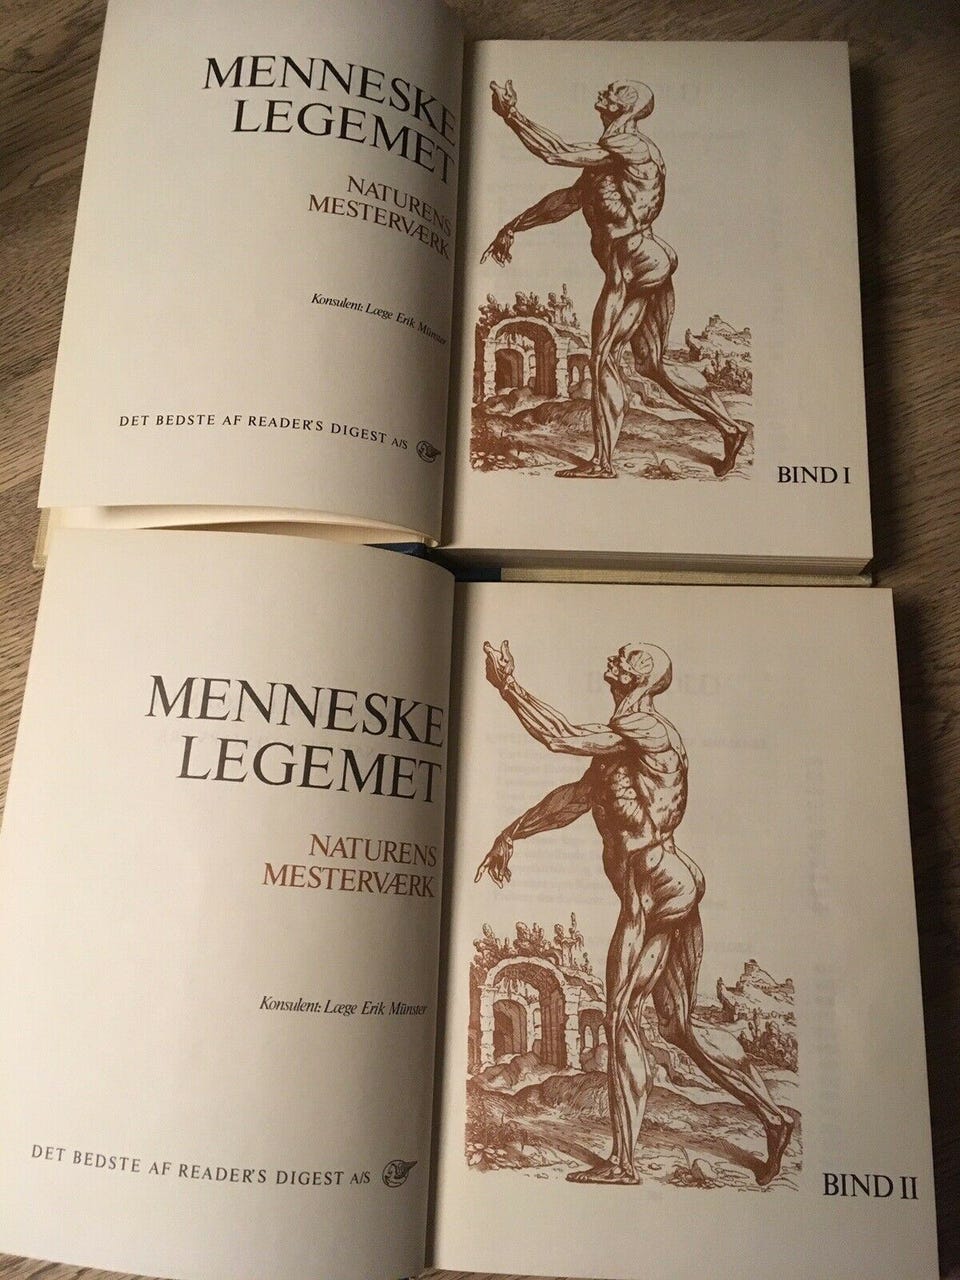 MENNESKE
LEGEMET
NATURENS
MESTERVÆRK
Konsulent: Læge Erik Münster
DET BEDSTE AF READER'S DIGEST A/S
BIND I
MENNESKE
LEGEMET
NATURENS
MESTERVÆRK
Konsulent: Læge Erik Münster
DET BEDSTE AF READER'S DIGEST A/S
BIND II